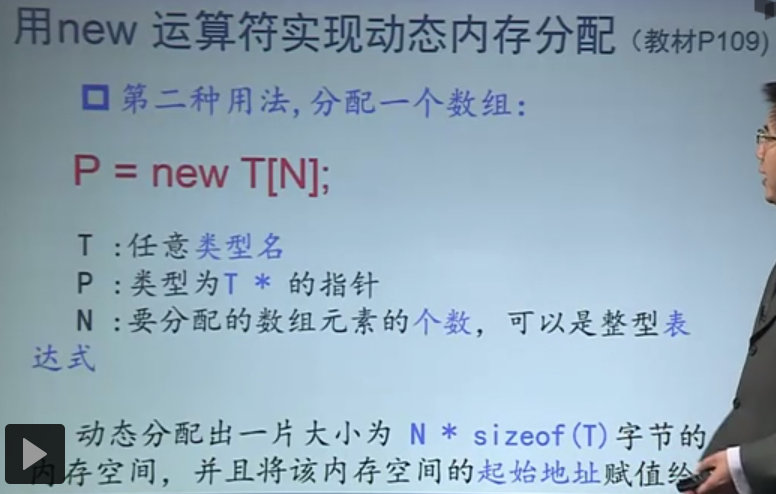 用new 运算符实现动态内存分配（教材P109)
第二种用法,分配一个数组:
P = new T[N];
T :任意类型名
P :类型为T * 的指针
N :要分配的数组元素的个数，可以是整型表
达式
动态分配出一片大小为 N * sizeof(T)字节的
内存空间，并且将该内存空间的起始地址赋值给